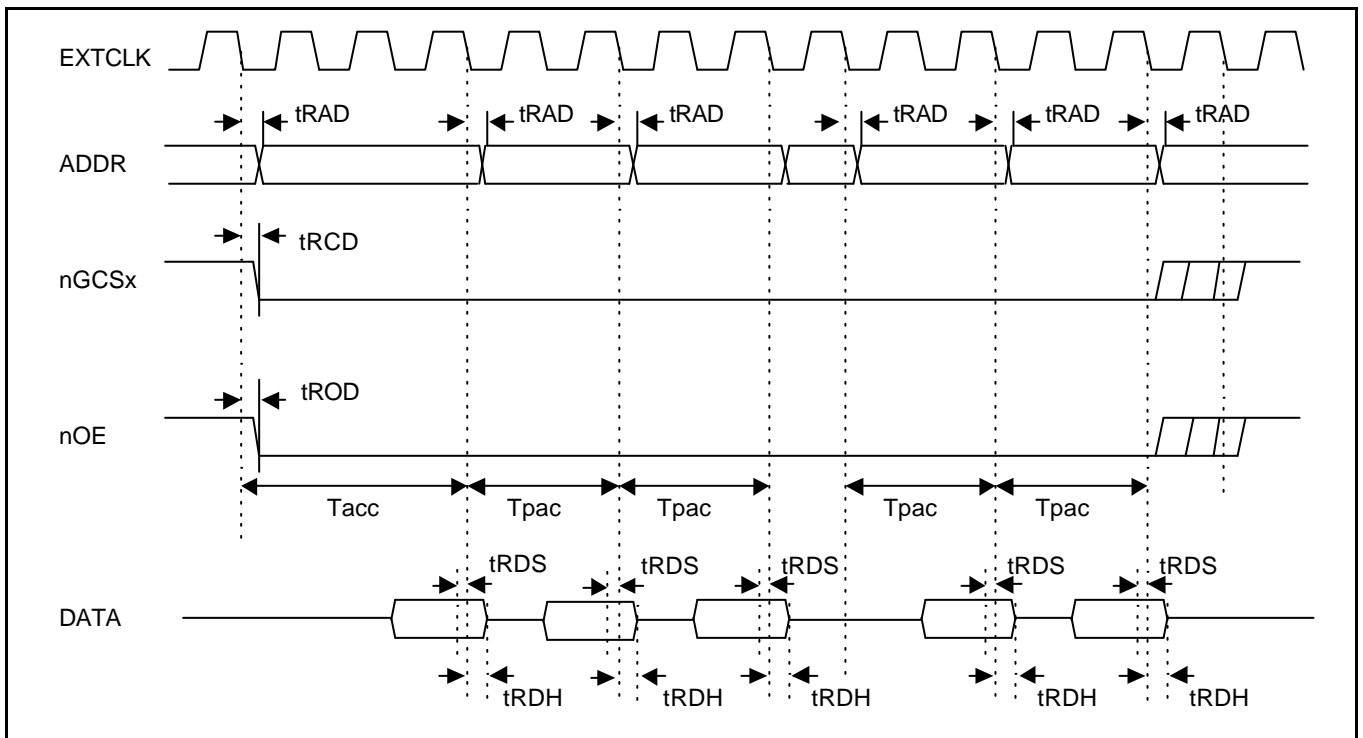 EXTCLK
tRAD tRAD tRAD tRAD tRAD tRAD
ADDR
tRCD
nGCSx
tROD
nOE
Tacc Tpac Tpac Tpac Tpac
tRDS tRDS tRDS tRDS tRDS
DATA
tRDH tRDH tRDH tRDH tRDH